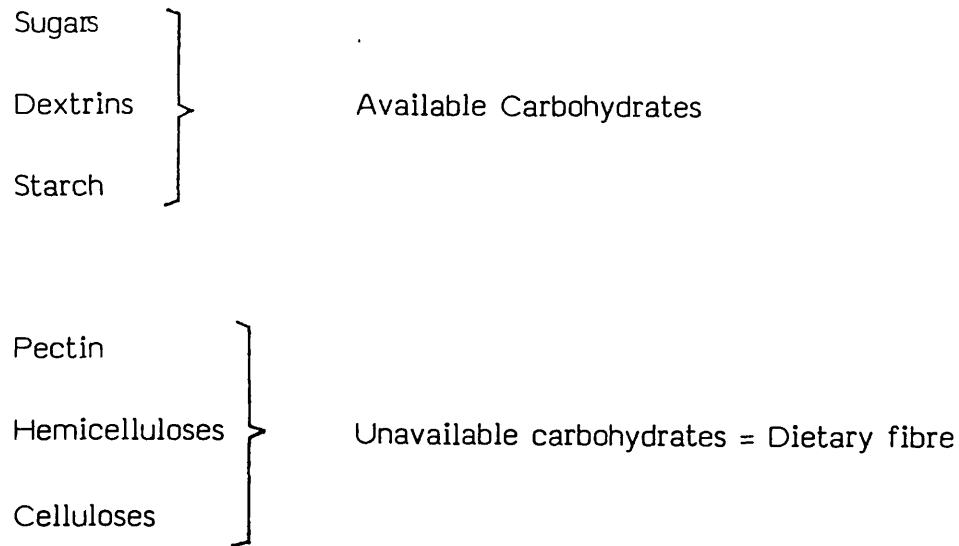 Sugars
Dextrins
Available Carbohydrates
Starch
Pectin
Hemicelluloses
Unavailable carbohydrates = Dietary fibre
Celluloses